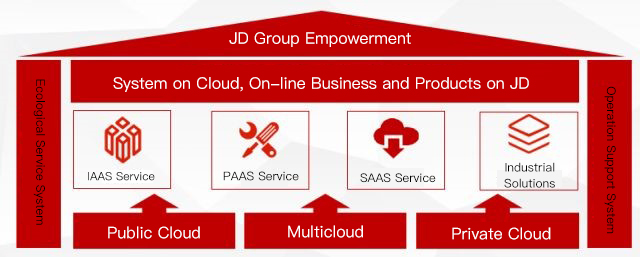 JD Group Empowerment
System on Cloud, On-line Business and Products on JD
Ecological Service System
IAAS Service
PAAS Service
SAAS Service
Industrial
Solutions
Operation Support System
Public Cloud
Multicloud
Private Cloud